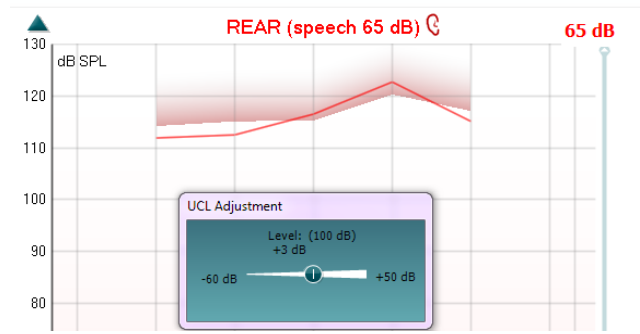 REAR (speech 65 dB)
65 dB
130
dB SPL
120
110
100
90
80
UCL Adjustment
Level: (100 dB)
+3 dB
-60 dB
+50 dB